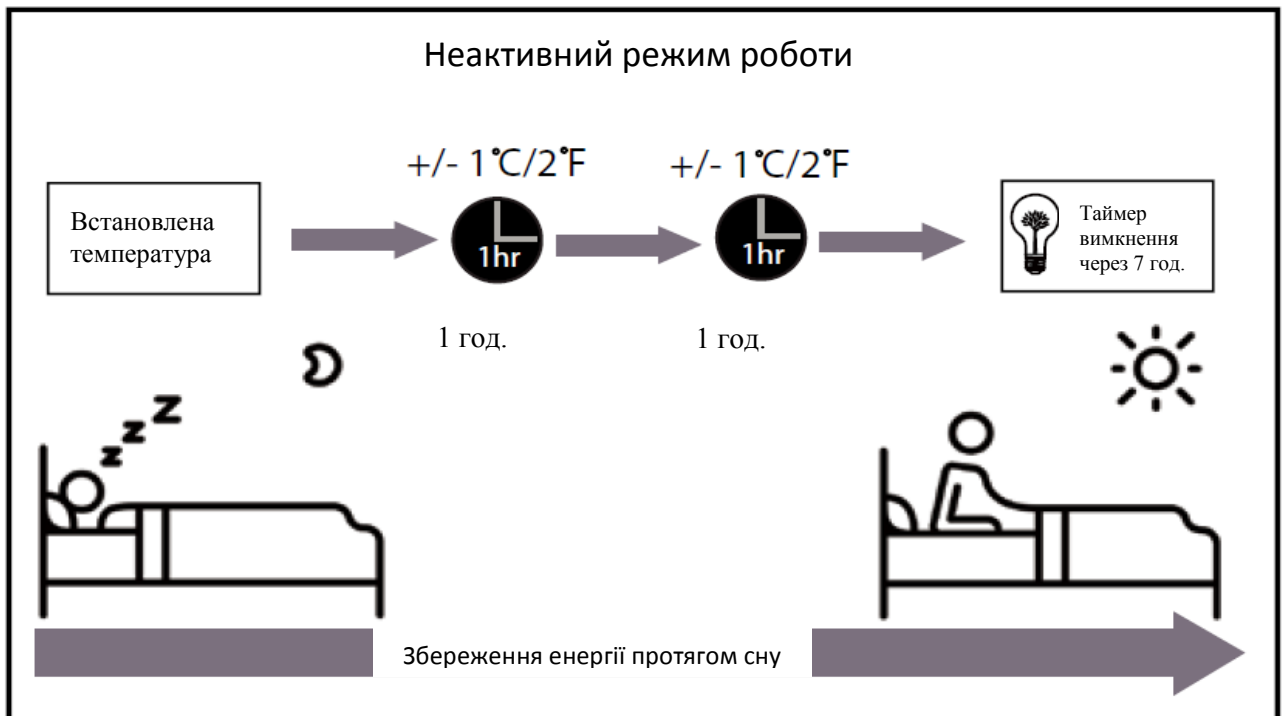 Неактивний режим роботи
+/- 1°C/2°F
+/- 1°C/2°F
Встановлена
температура
1hr
1hr
Таймер
вимкнення
через 7 год.
1 год.
1 год.
z z Z
Збереження енергії протягом сну